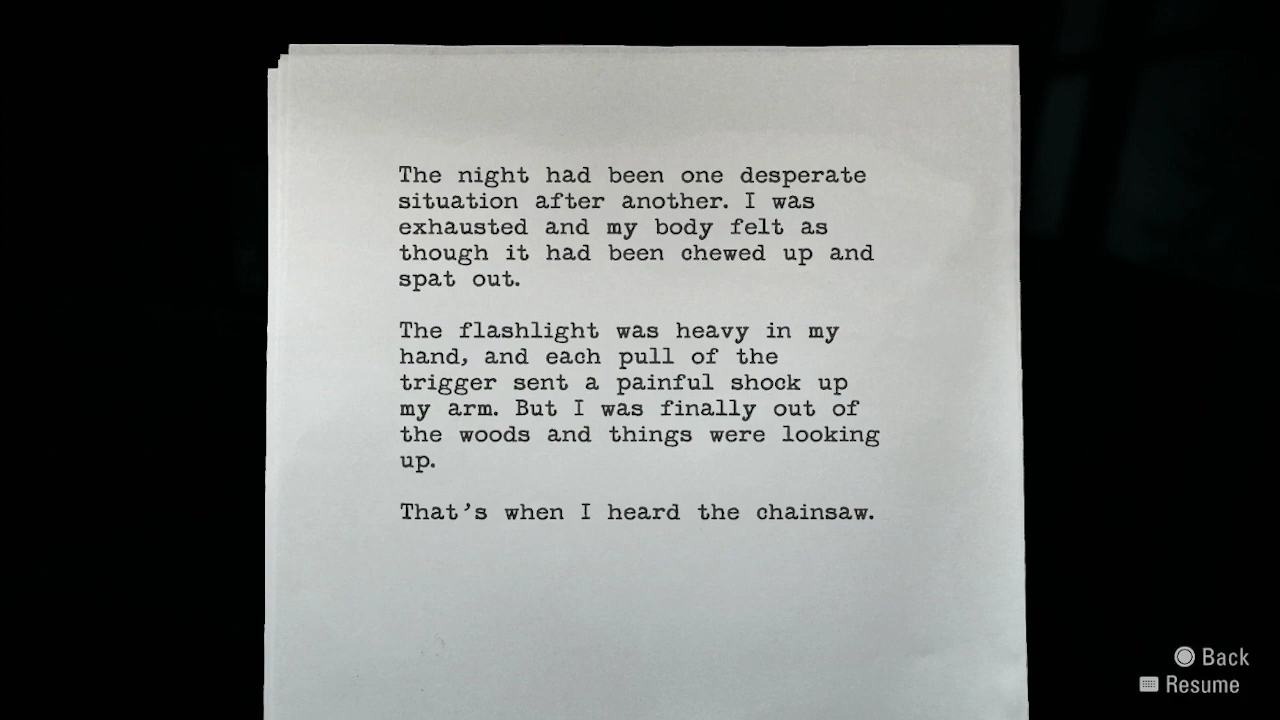 The night had been one desperate
situation after another. I was
exhausted and my body felt as
though it had been chewed up and
spat out.
The flashlight was heavy in my
hand, and each pull of the
trigger sent a painful shock up
my arm. But I was finally out of
the woods and things were looking
up.
That's when I heard the chainsaw.
Back
Resume